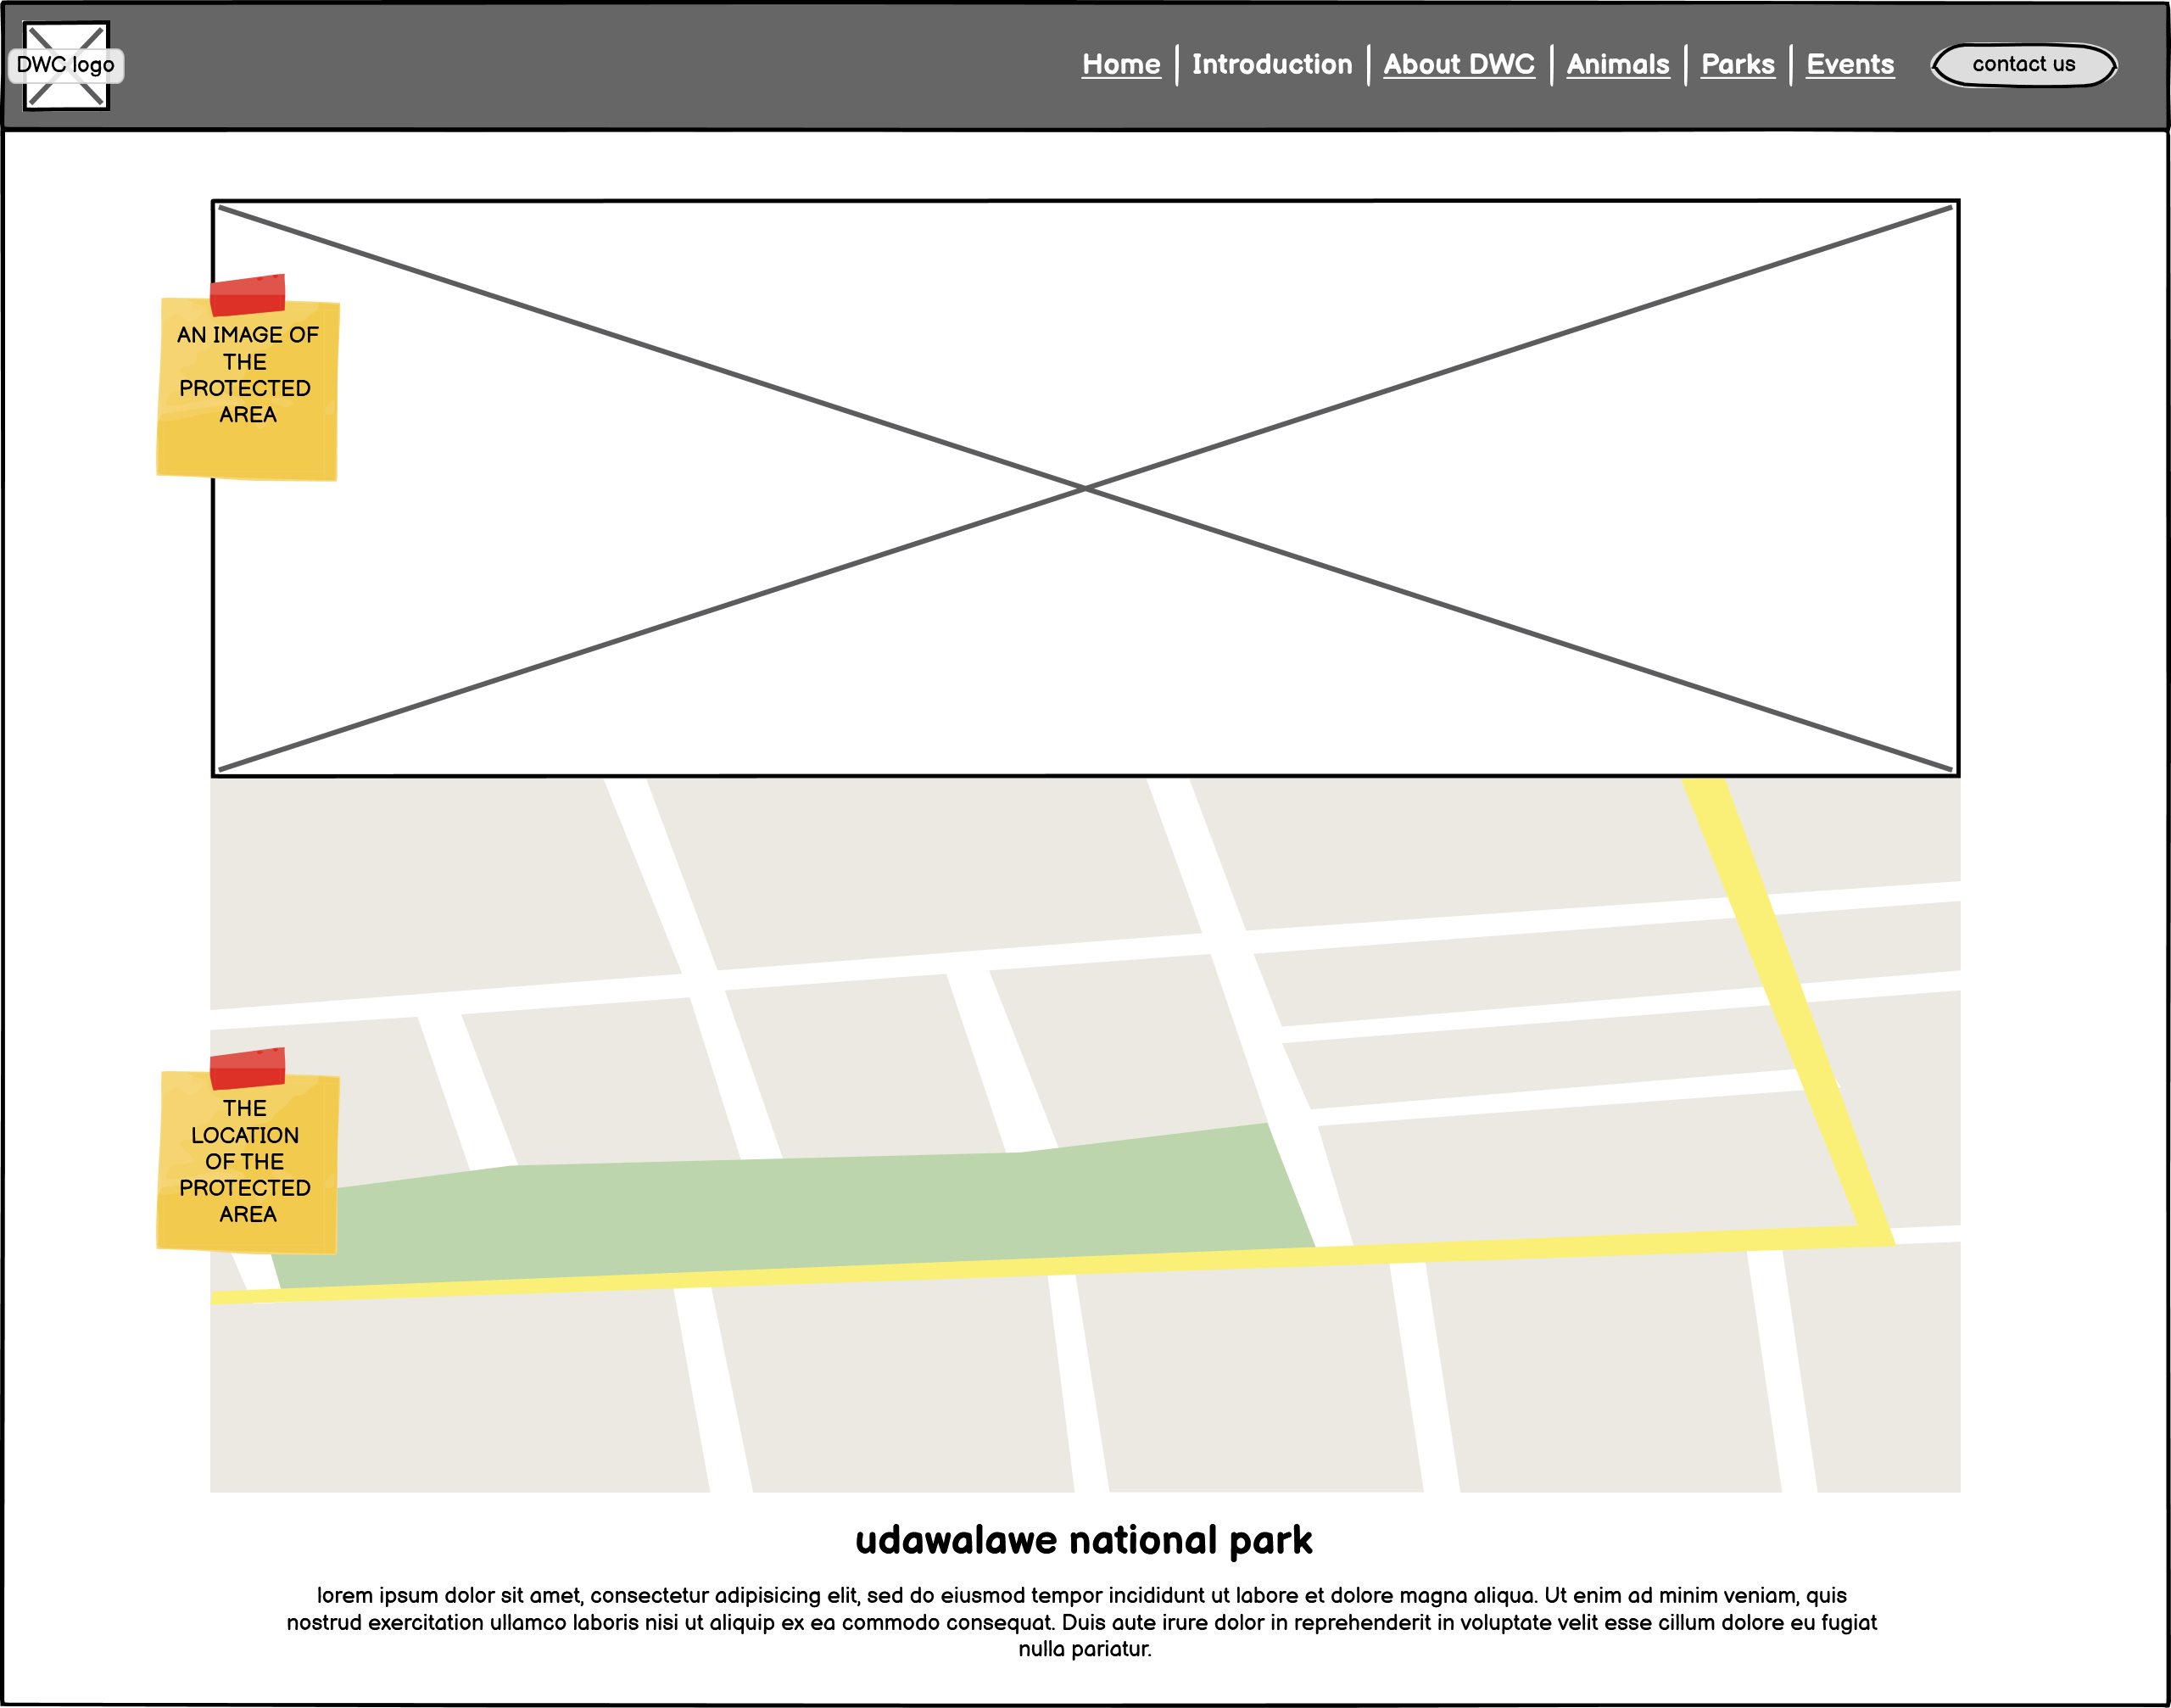 DWC logo
Home | Introduction | About DWC | Animals | Parks | Events
contact us
AN IMAGE OF
THE
PROTECTED
AREA
THE
LOCATION
OF THE
PROTECTED
AREA
udawalawe national park
lorem ipsum dolor sit amet, consectetur adipisicing elit, sed do eiusmod tempor incididunt ut labore et dolore magna aliqua. Ut enim ad minim veniam, quis
nostrud exercitation ullamco laboris nisi ut aliquip ex ea commodo consequat. Duis aute irure dolor in reprehenderit in voluptate velit esse cillum dolore eu fugiat
nulla pariatur.